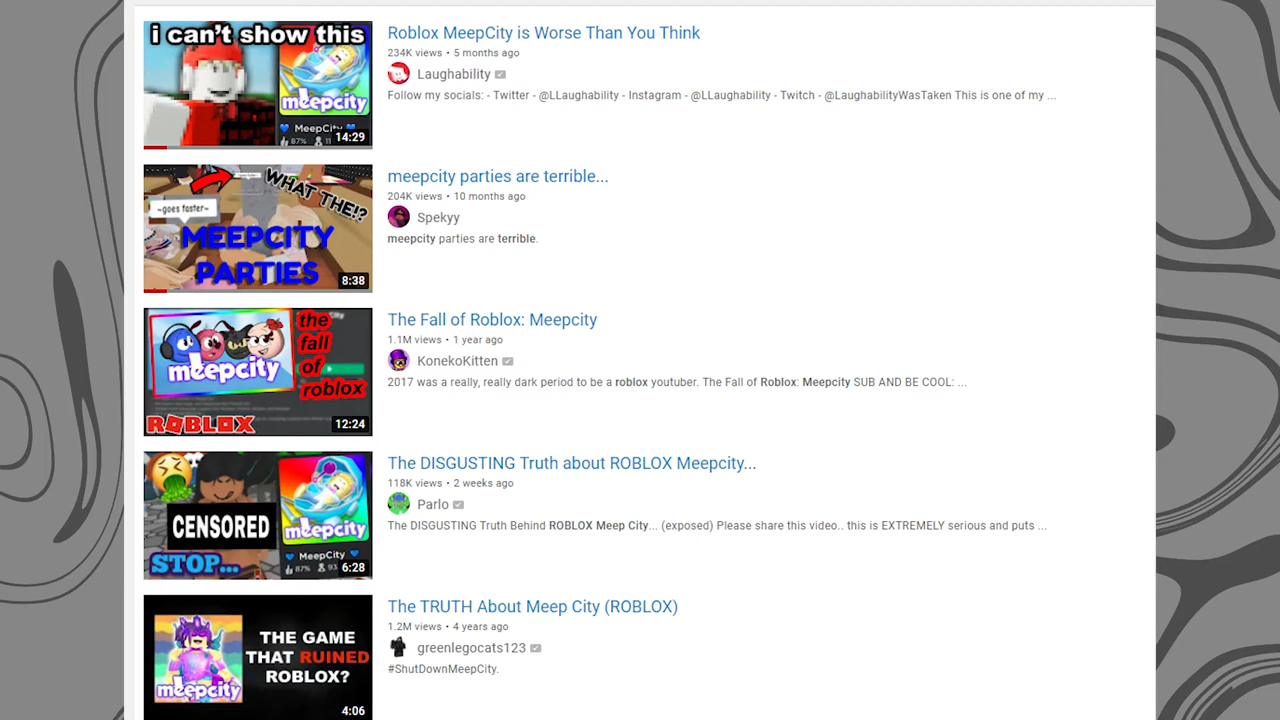 i can't show this
meepcity
MeepCity
87%
14:29
Roblox MeepCity is Worse Than You Think
234K views • 5 months ago
Laughability
Follow my socials: - Twitter - @LLaughability - Instagram - @LLaughability - Twitch - @LaughabilityWasTaken This is one of my ...
WHAT THE!?
~goes faster~
MEEPCITY
PARTIES
8:38
meepcity parties are terrible...
204K views • 10 months ago
Spekyy
meepcity parties are terrible.
the
fall
of
roblox
meepcity
ROBLOX
12:24
The Fall of Roblox: Meepcity
1.1M views • 1 year ago
KonekoKitten
2017 was a really, really dark period to be a roblox youtuber. The Fall of Roblox: Meepcity SUB AND BE COOL: ...
CENSORED
STOP...
meepcity
MeepCity
87%
6:28
The DISGUSTING Truth about ROBLOX Meepcity...
118K views • 2 weeks ago
Parlo
The DISGUSTING Truth Behind ROBLOX Meep City... (exposed) Please share this video.. this is EXTREMELY serious and puts ...
THE GAME
THAT RUINED
ROBLOX?
meepcity
4:06
The TRUTH About Meep City (ROBLOX)
1.2M views • 4 years ago
greenlegocats123
#ShutDownMeepCity.